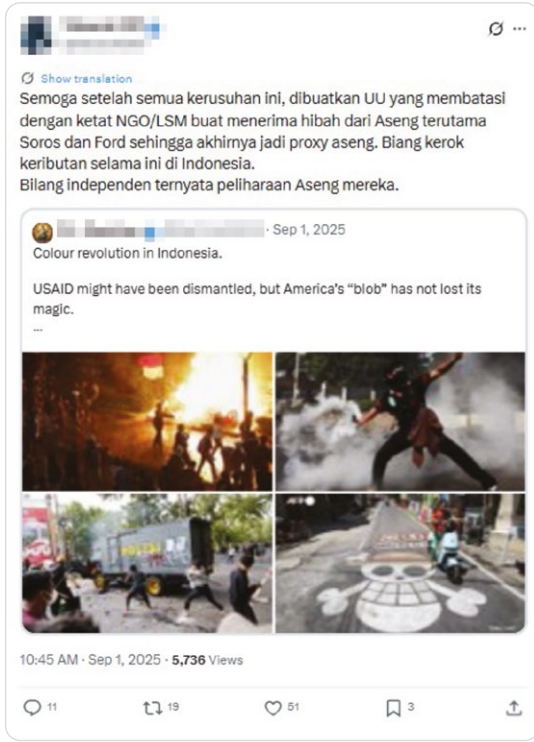 Show translation
Semoga setelah semua kerusuhan ini, dibuatkan UU yang membatasi
dengan ketat NGO/LSM buat menerima hibah dari Aseng terutama
Soros dan Ford sehingga akhirnya jadi proxy aseng. Biang kerok
keributan selama ini di Indonesia.
Bilang independen ternyata peliharaan Aseng mereka.
· Sep 1, 2025
Colour revolution in Indonesia.
USAID might have been dismantled, but America's “blob” has not lost its
magic.
...
10:45 AM · Sep 1, 2025 · 5,736 Views
11 19 51 3